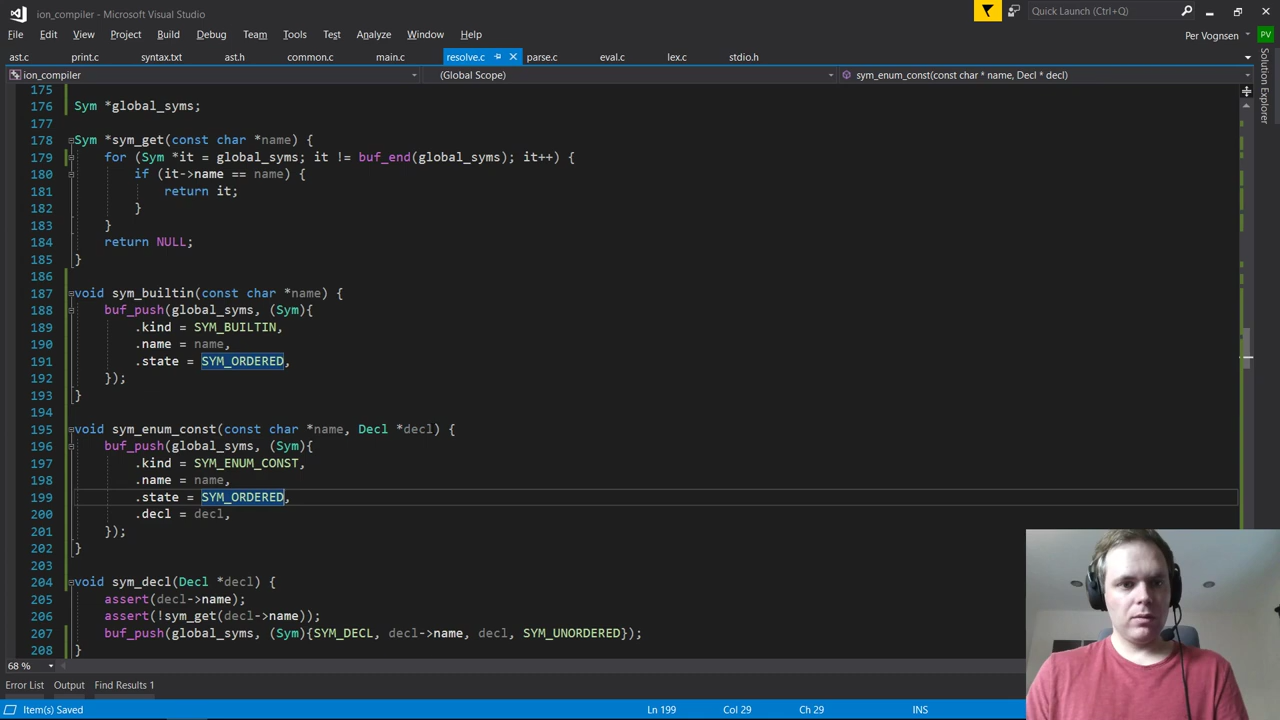 ion_compiler - Microsoft Visual Studio
Quick Launch (Ctrl+Q)
File Edit View Project Build Debug Team Tools Test Analyze Window Help
Per Vognsen PV
ast.c print.c syntax.txt ast.h common.c main.c resolve.c parse.c eval.c lex.c stdio.h
ion_compiler (Global Scope) sym_enum_const(const char * name, Decl * decl)
Solution Explorer
175
176 Sym *global_syms;
177
178 Sym *sym_get(const char *name) {
179 for (Sym *it = global_syms; it != buf_end(global_syms); it++) {
180 if (it->name == name) {
181 return it;
182 }
183 }
184 return NULL;
185 }
186
187 void sym_builtin(const char *name) {
188 buf_push(global_syms, (Sym){
189 .kind = SYM_BUILTIN,
190 .name = name,
191 .state = SYM_ORDERED,
192 });
193 }
194
195 void sym_enum_const(const char *name, Decl *decl) {
196 buf_push(global_syms, (Sym){
197 .kind = SYM_ENUM_CONST,
198 .name = name,
199 .state = SYM_ORDERED,
200 .decl = decl,
201 });
202 }
203
204 void sym_decl(Decl *decl) {
205 assert(decl->name);
206 assert(!sym_get(decl->name));
207 buf_push(global_syms, (Sym){SYM_DECL, decl->name, decl, SYM_UNORDERED});
208 }
68 %
Error List Output Find Results 1
Item(s) Saved Ln 199 Col 29 Ch 29 INS